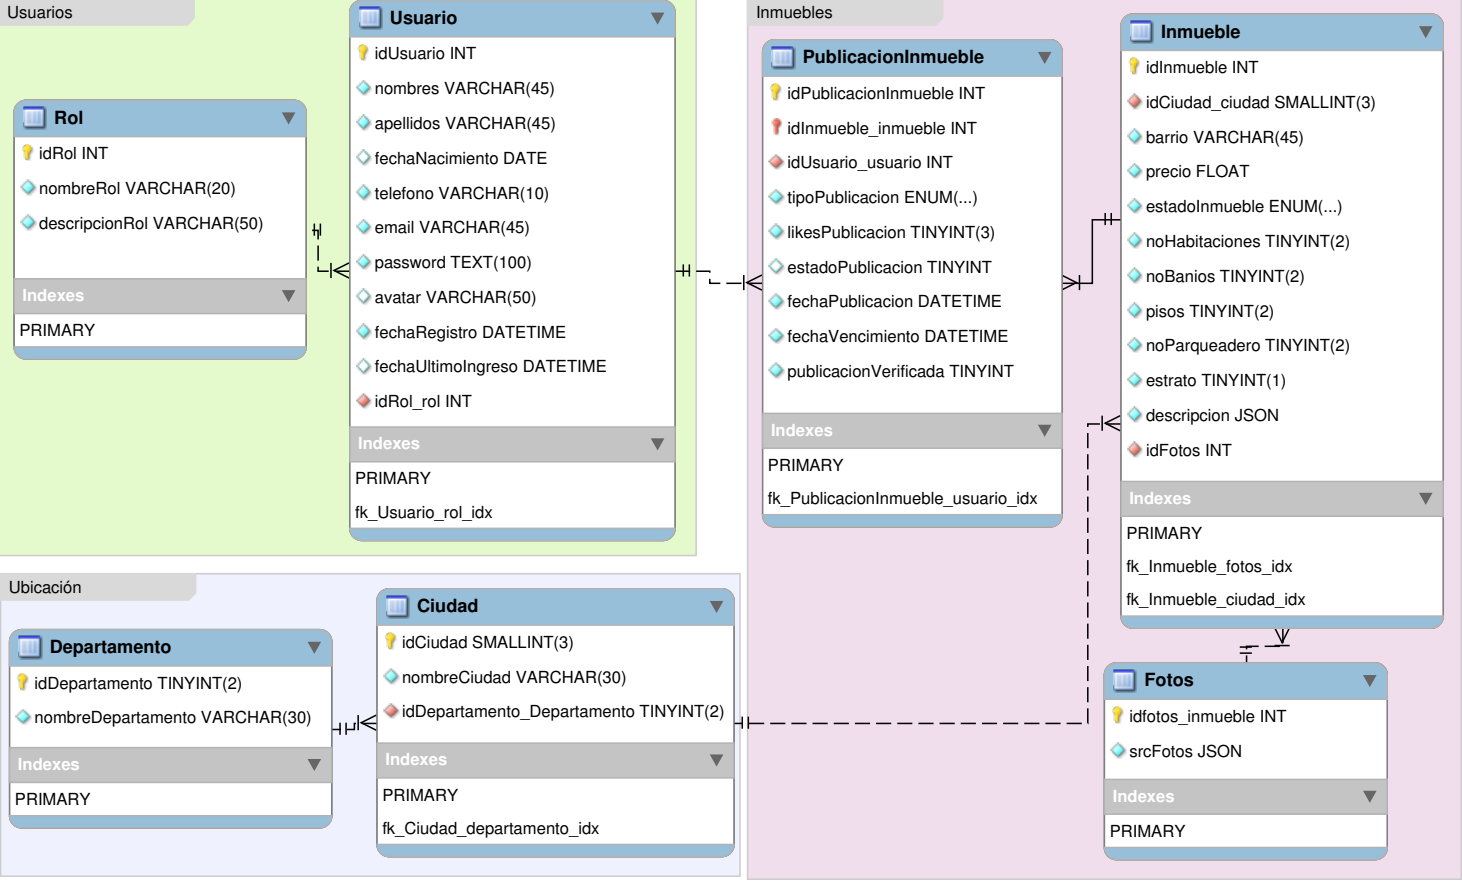 Usuarios
Rol
idRol INT
nombreRol VARCHAR(20)
descripcionRol VARCHAR(50)
Indexes
PRIMARY
Usuario
idUsuario INT
nombres VARCHAR(45)
apellidos VARCHAR(45)
fechaNacimiento DATE
telefono VARCHAR(10)
email VARCHAR(45)
password TEXT(100)
avatar VARCHAR(50)
fechaRegistro DATETIME
fechaUltimoIngreso DATETIME
idRol_rol INT
Indexes
PRIMARY
fk_Usuario_rol_idx
Inmuebles
PublicacionInmueble
idPublicacionInmueble INT
idInmueble_inmueble INT
idUsuario_usuario INT
tipoPublicacion ENUM(...)
likesPublicacion TINYINT(3)
estadoPublicacion TINYINT
fechaPublicacion DATETIME
fechaVencimiento DATETIME
publicacionVerificada TINYINT
Indexes
PRIMARY
fk_PublicacionInmueble_usuario_idx
Inmueble
idInmueble INT
idCiudad_ciudad SMALLINT(3)
barrio VARCHAR(45)
precio FLOAT
estadoInmueble ENUM(...)
noHabitaciones TINYINT(2)
noBanios TINYINT(2)
pisos TINYINT(2)
noParqueadero TINYINT(2)
estrato TINYINT(1)
descripcion JSON
idFotos INT
Indexes
PRIMARY
fk_Inmueble_fotos_idx
fk_Inmueble_ciudad_idx
Ubicación
Departamento
idDepartamento TINYINT(2)
nombreDepartamento VARCHAR(30)
Indexes
PRIMARY
Ciudad
idCiudad SMALLINT(3)
nombreCiudad VARCHAR(30)
idDepartamento_Departamento TINYINT(2)
Indexes
PRIMARY
fk_Ciudad_departamento_idx
Fotos
idfotos_inmueble INT
srcFotos JSON
Indexes
PRIMARY